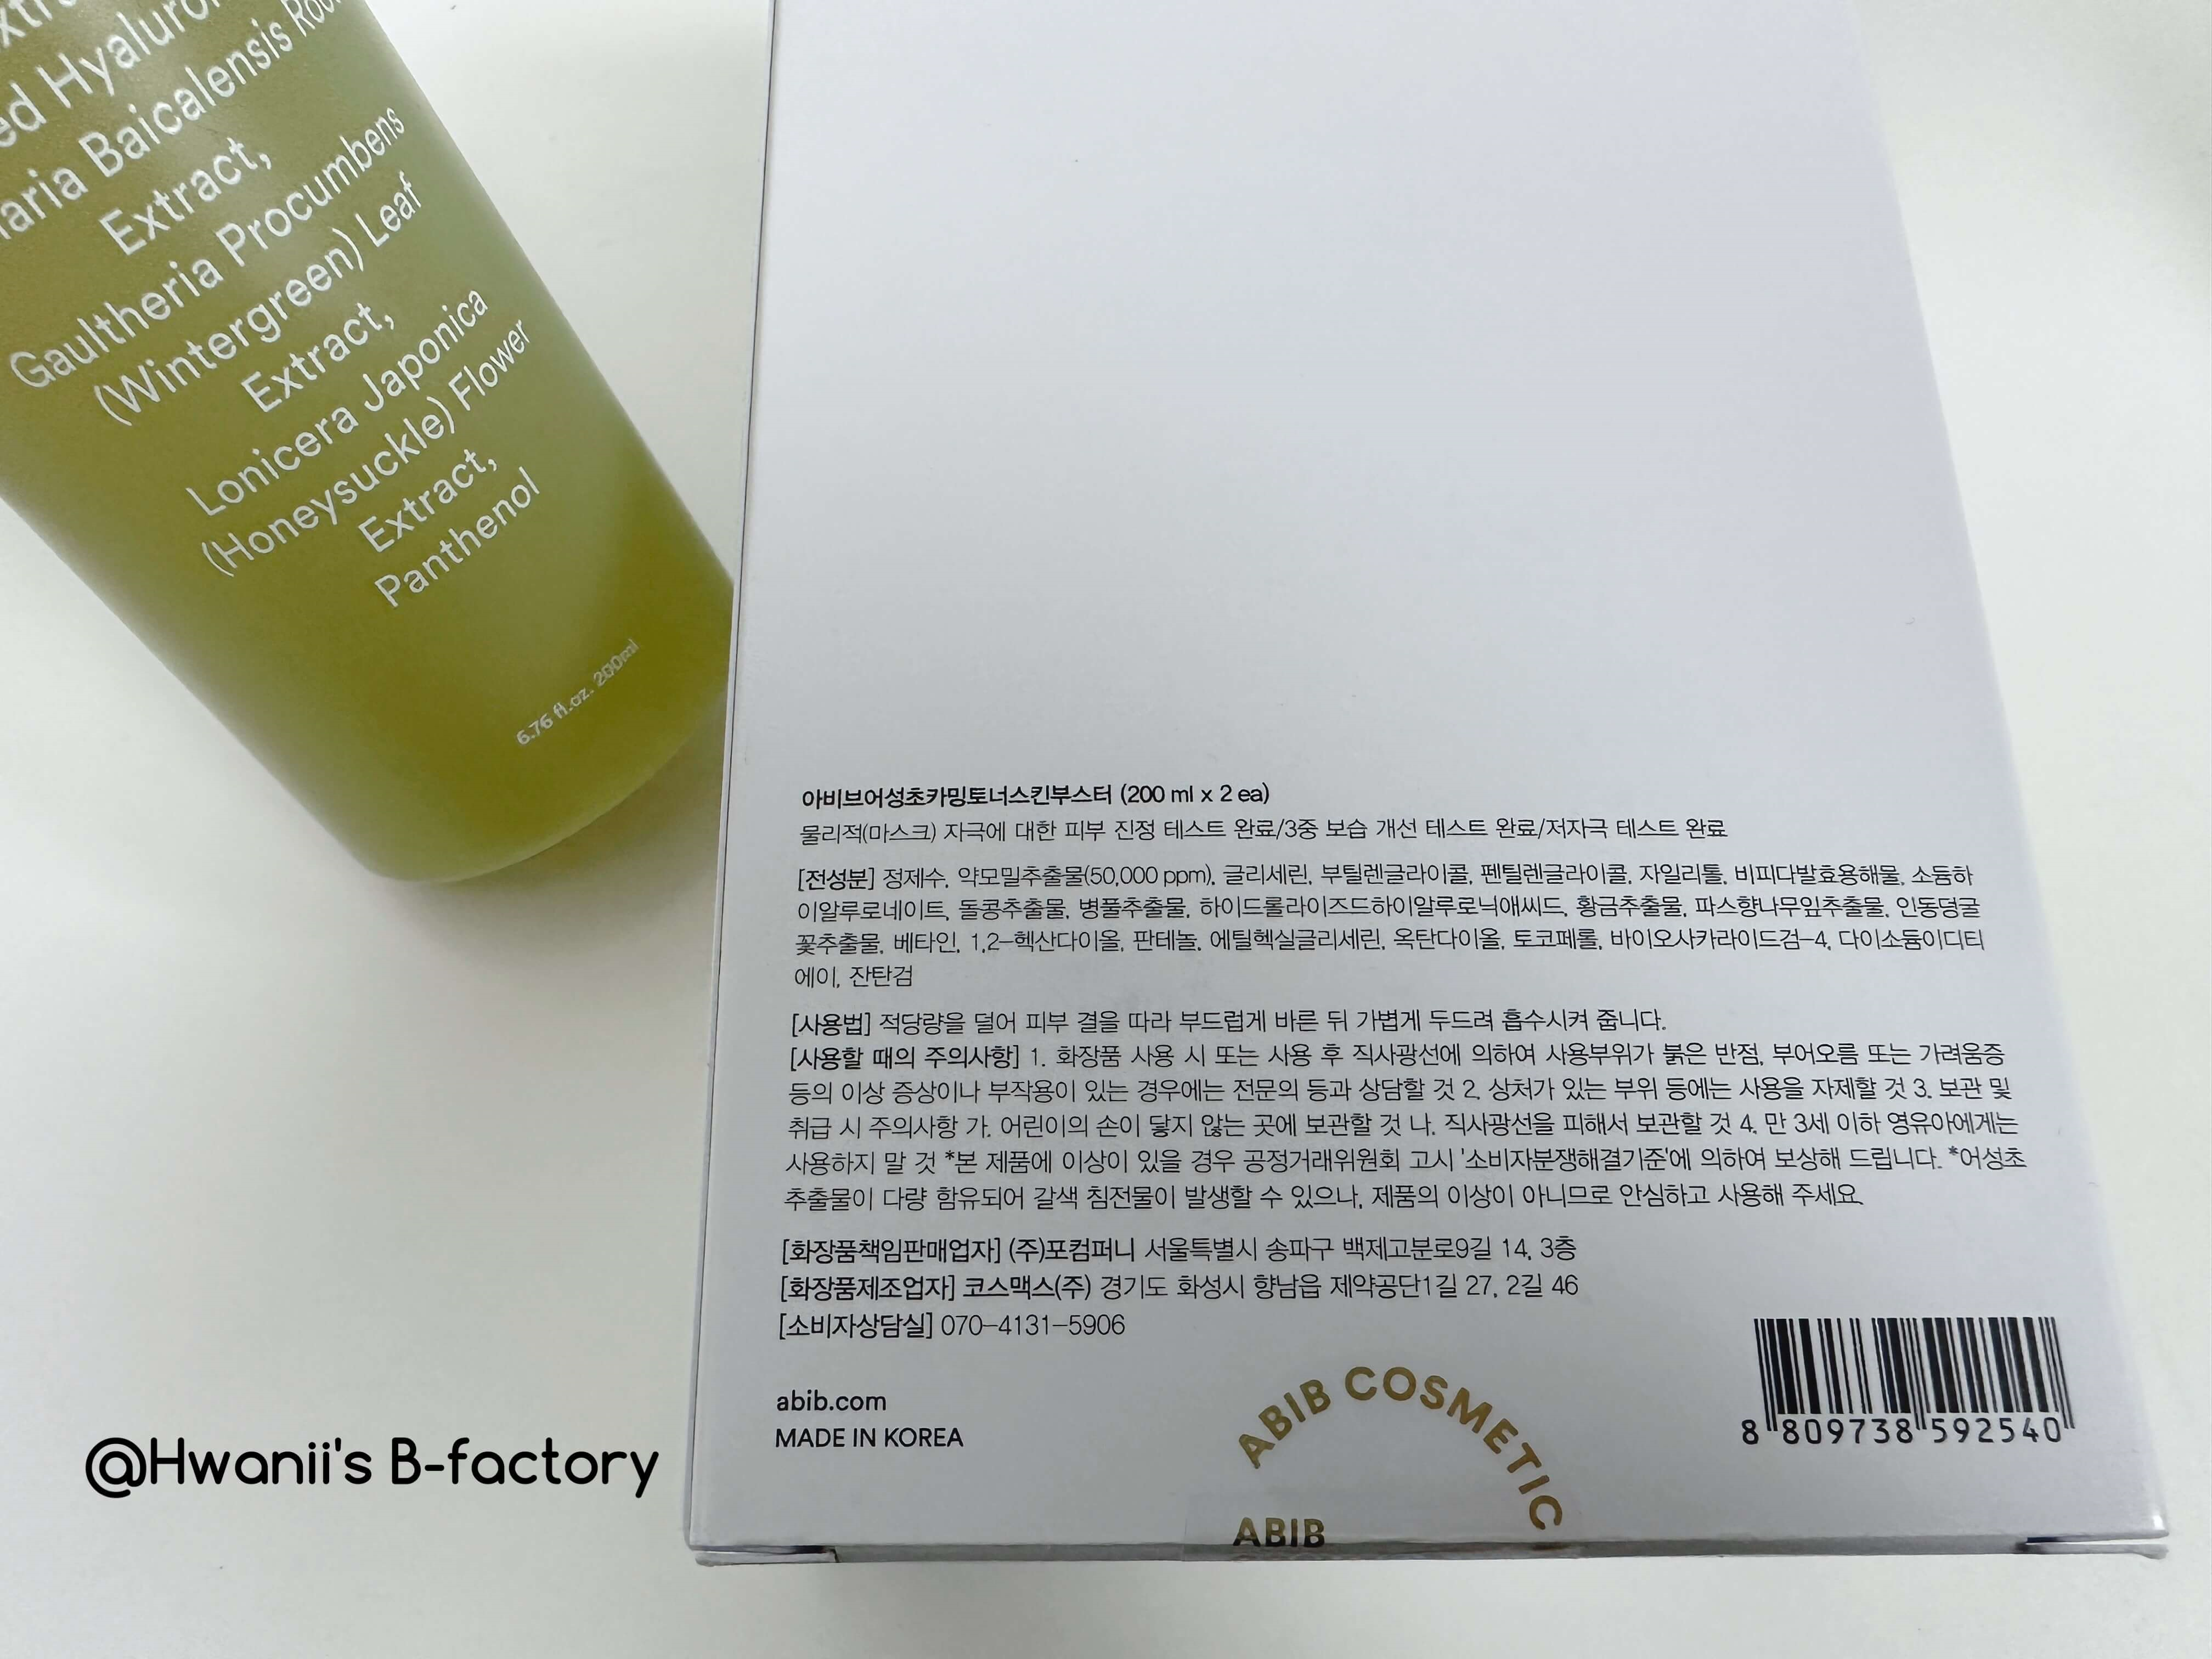 ed
Baicalensis
Extract,
Gaultheria Procumbens
(Wintergreen) Leaf
Extract,
Lonicera Japonica
(Honeysuckle) Flower
Extract,
Panthenol
6.76 fl.oz. 200ml
아비브어성초카밍토너스킨부스터 (200 ml x 2 ea)
물리적(마스크) 자극에 대한 피부 진정 테스트 완료/3중 보습 개선 테스트 완료/저자극 테스트 완료
[전성분] 정제수, 약모밀추출물(50,000 ppm), 글리세린, 부틸렌글라이콜, 펜틸렌글라이콜, 자일리톨, 비피다발효용해물, 소듐하
이알루로네이트, 돌콩추출물, 병풀추출물, 하이드롤라이즈드하이알루로닉애씨드, 황금추출물, 파스향나무잎추출물, 인동덩굴
꽃추출물, 베타인, 1,2-헥산다이올, 판테놀, 에틸헥실글리세린, 옥탄다이올, 토코페롤, 바이오사카라이드검-4, 다이소듐이디티
에이, 잔탄검
[사용법] 적당량을 덜어 피부 결을 따라 부드럽게 바른 뒤 가볍게 두드려 흡수시켜 줍니다.
[사용할 때의 주의사항] 1. 화장품 사용 시 또는 사용 후 직사광선에 의하여 사용부위가 붉은 반점, 부어오름 또는 가려움증
등의 이상 증상이나 부작용이 있는 경우에는 전문의 등과 상담할 것 2. 상처가 있는 부위 등에는 사용을 자제할 것 3. 보관 및
취급 시 주의사항 가. 어린이의 손이 닿지 않는 곳에 보관할 것 나. 직사광선을 피해서 보관할 것 4. 만 3세 이하 영유아에게는
사용하지 말 것 *본 제품에 이상이 있을 경우 공정거래위원회 고시 '소비자분쟁해결기준'에 의하여 보상해 드립니다. *어성초
추출물이 다량 함유되어 갈색 침전물이 발생할 수 있으나, 제품의 이상이 아니므로 안심하고 사용해 주세요.
[화장품책임판매업자] (주)포컴퍼니 서울특별시 송파구 백제고분로9길 14, 3층
[화장품제조업자] 코스맥스(주) 경기도 화성시 향남읍 제약공단1길 27, 2길 46
[소비자상담실] 070-4131-5906
abib.com
MADE IN KOREA
ABIB COSMETIC
ABIB
8 809738 592540
@Hwanii's B-factory